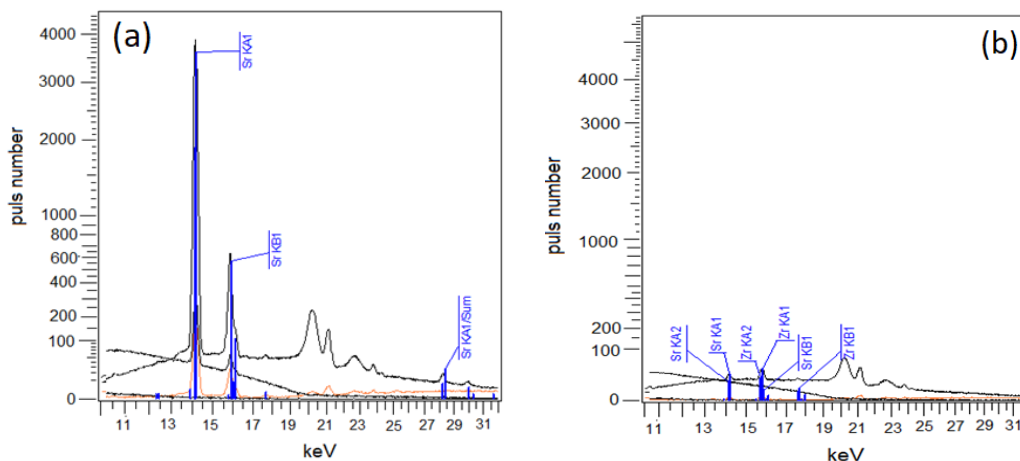 (a)
puls number
4000
3000
2000
1000
800
600
400
200
100
0
Sr KA1
Sr KB1
Sr KA1/Sum
11 13 15 17 19 21 23 25 27 29 31
keV
(b)
puls number
4000
3000
2000
1000
200
100
0
Sr KA2
Sr KA1
Zr KA2
Zr KA1
Sr KB1
Zr KB1
11 13 15 17 19 21 23 25 27 29 31
keV